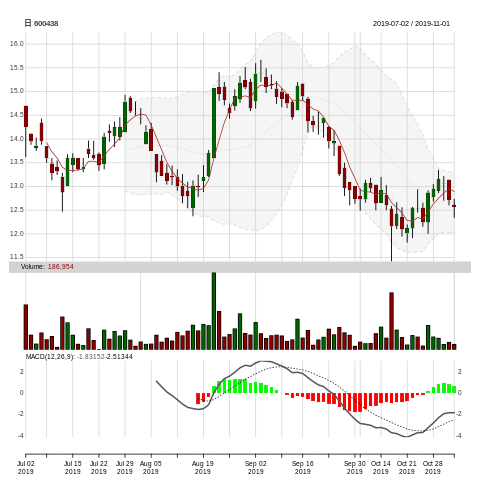 日 600438 2019-07-02 / 2019-11-01
16.0
15.5
15.0
14.5
14.0
13.5
13.0
12.5
12.0
11.5
Volume: 186,954
MACD(12,26,9): -1.83152-2.51344
2 2
0 0
-2 -2
-4 -4
Jul 02 Jul 15 Jul 22 Jul 29 Aug 05 Aug 19 Sep 02 Sep 16 Sep 30 Oct 14 Oct 21 Oct 28
2019 2019 2019 2019 2019 2019 2019 2019 2019 2019 2019 2019